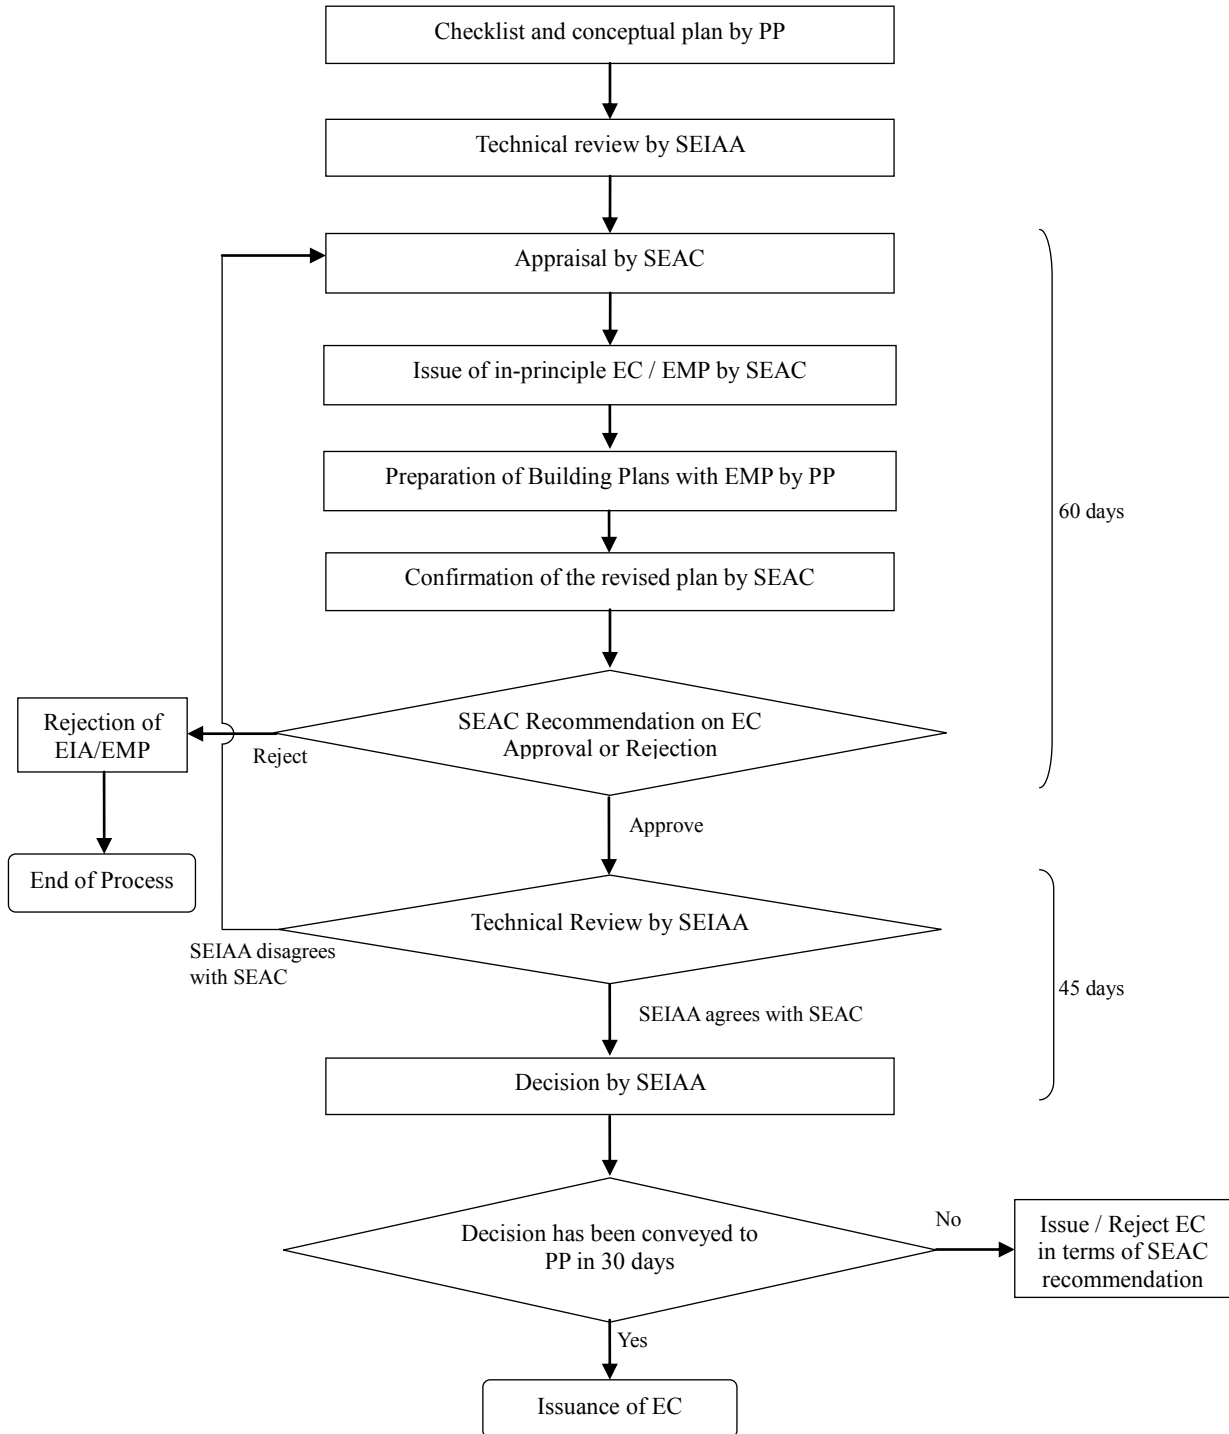 Checklist and conceptual plan by PP
Technical review by SEIAA
Appraisal by SEAC
Issue of in-principle EC / EMP by SEAC
Preparation of Building Plans with EMP by PP
60 days
Confirmation of the revised plan by SEAC
Rejection of
EIA/EMP
Reject
SEAC Recommendation on EC
Approval or Rejection
Approve
End of Process
Technical Review by SEIAA
SEIAA disagrees
with SEAC
45 days
SEIAA agrees with SEAC
Decision by SEIAA
Decision has been conveyed to
PP in 30 days
No
Issue / Reject EC
in terms of SEAC
recommendation
Yes
Issuance of EC